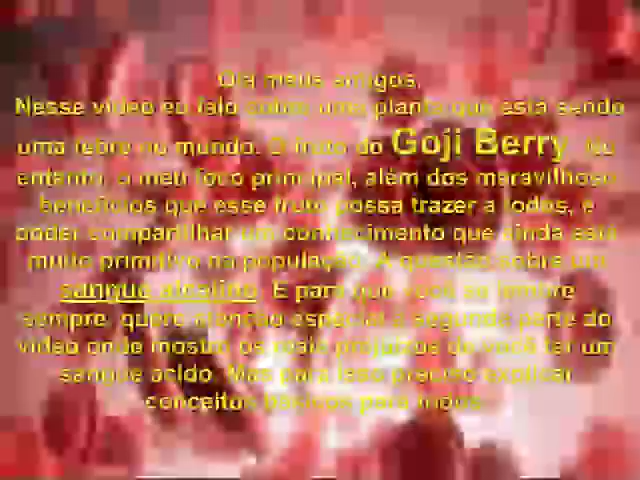 Olá meus amigos,
Nesse vídeo eu falo sobre uma planta que está sendo
uma febre no mundo. O fruto do Goji Berry. No
entanto, o meu foco principal, além dos maravilhosos
benefícios que esse fruto possa trazer a todos, é
poder compartilhar um conhecimento que ainda está
muito primitivo na população. A questão sobre um
sangue alcalino. E para que você se lembre
sempre, quero atenção especial a segunda parte do
vídeo onde mostro os reais prejuízos de você ter um
sangue acido. Mas para isso preciso explicar
conceitos básicos para todos.